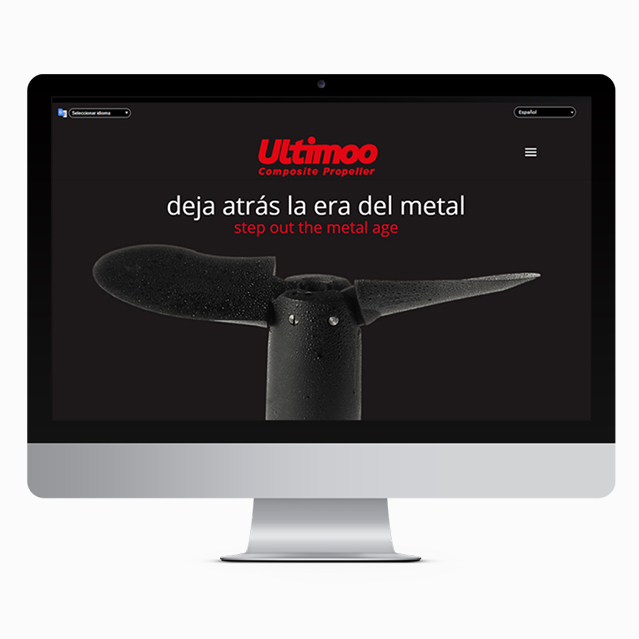 Seleccionar idioma
Español
Ultimoo
Composite Propeller
deja atrás la era del metal
step out the metal age